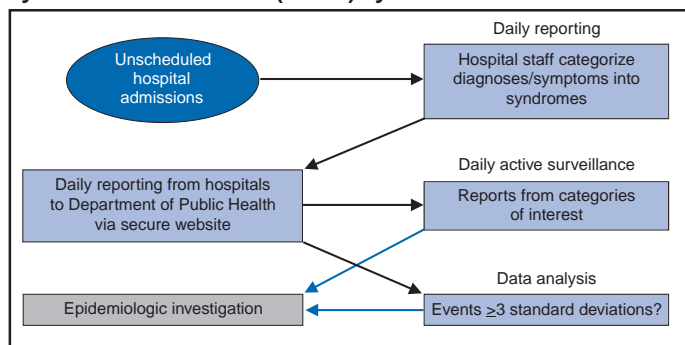 Daily reporting
Unscheduled
hospital
admissions
Hospital staff categorize
diagnoses/symptoms into
syndromes
Daily active surveillance
Daily reporting from hospitals
to Department of Public Health
via secure website
Reports from categories
of interest
Data analysis
Epidemiologic investigation
Events ≥3 standard deviations?